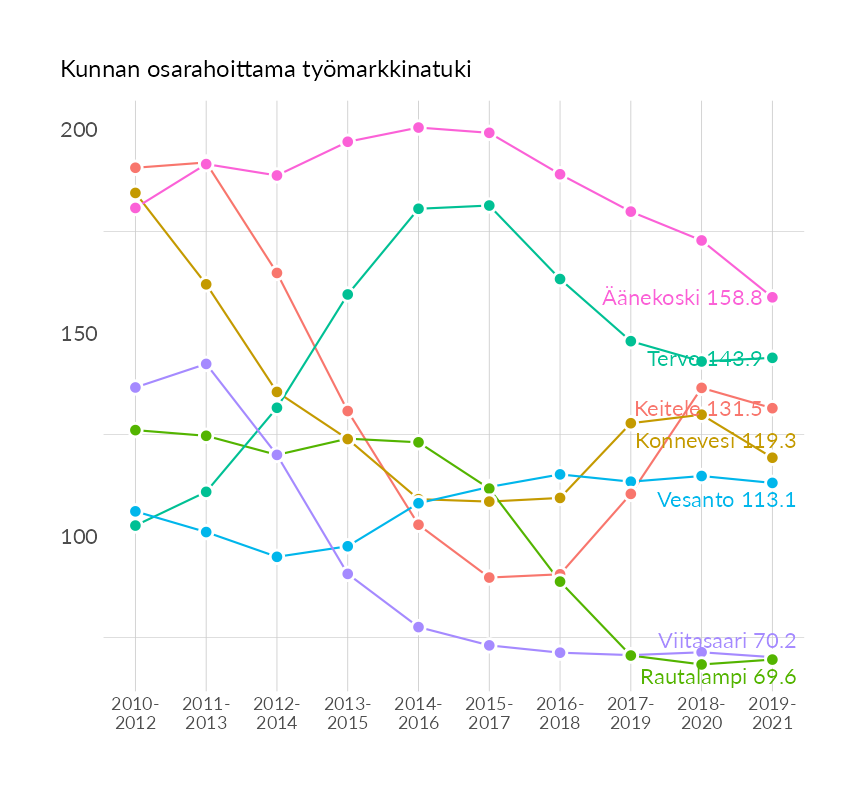 Kunnan osarahoittama työmarkkinatuki
200
150
100
Äänekoski 158.8
Tervo 143.9
Keitele 131.5
Konnevesi 119.3
Vesanto 113.1
Viitasaari 70.2
Rautalampi 69.6
2010- 2011- 2012- 2013- 2014- 2015- 2016- 2017- 2018- 2019-
2012 2013 2014 2015 2016 2017 2018 2019 2020 2021